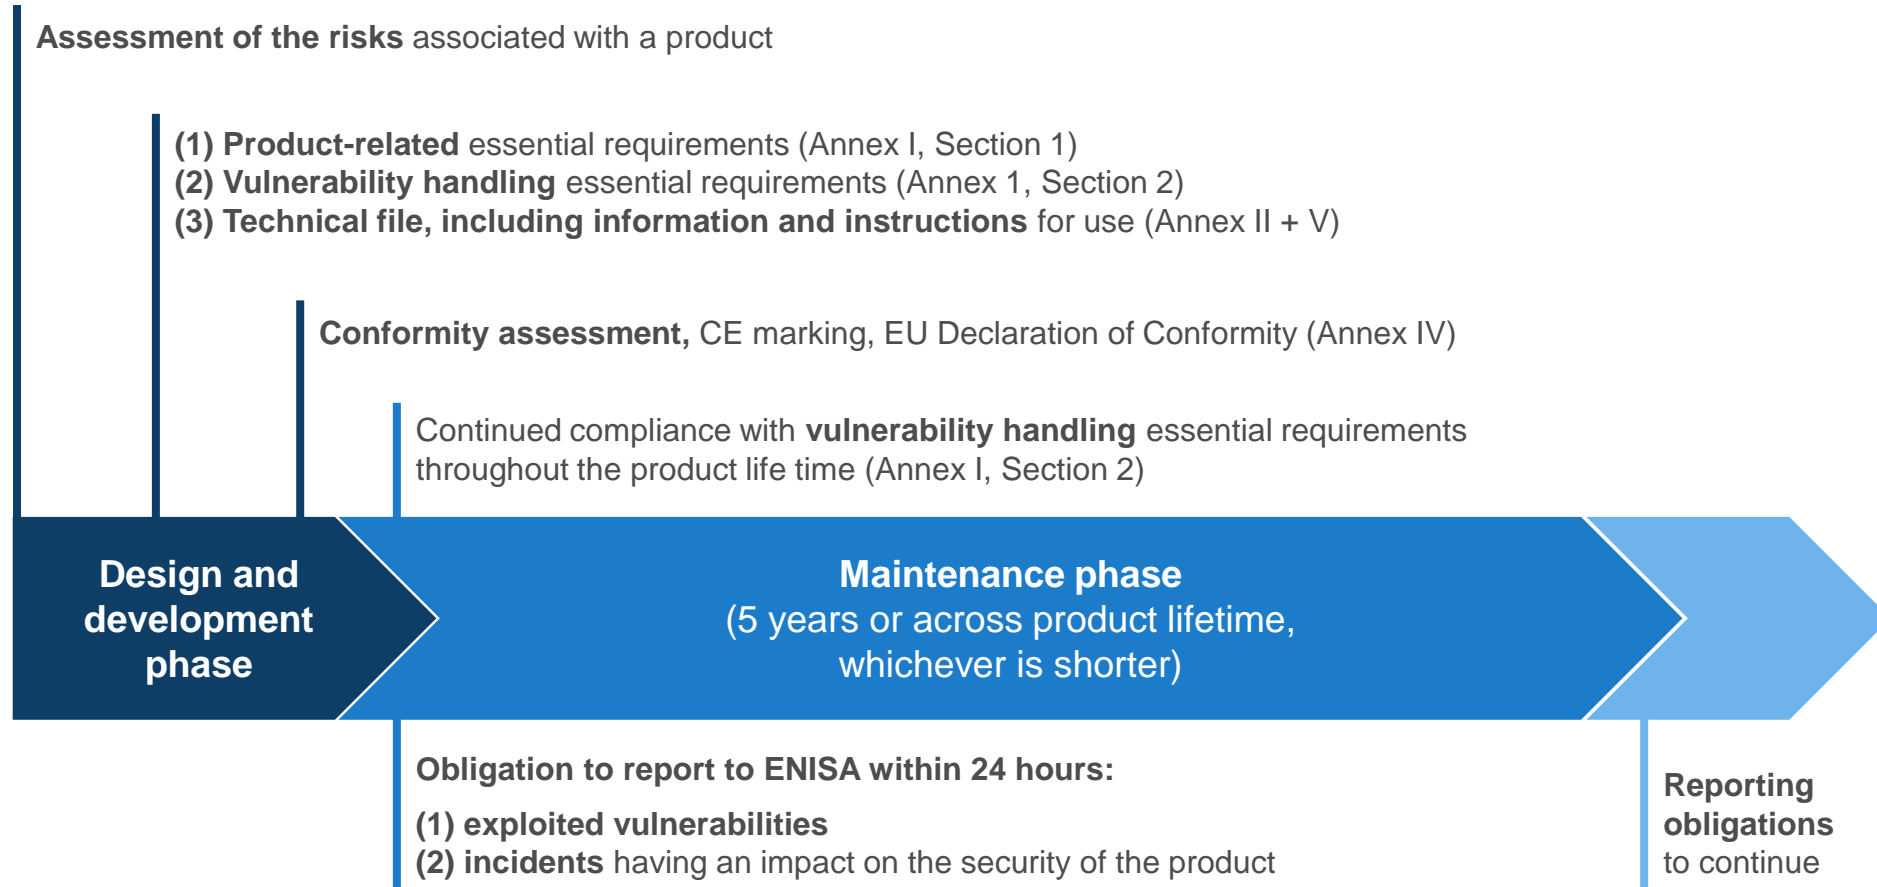 Assessment of the risks associated with a product
(1) Product-related essential requirements (Annex I, Section 1)
(2) Vulnerability handling essential requirements (Annex 1, Section 2)
(3) Technical file, including information and instructions for use (Annex II + V)
Conformity assessment, CE marking, EU Declaration of Conformity (Annex IV)
Continued compliance with vulnerability handling essential requirements
throughout the product life time (Annex I, Section 2)
Design and
development
phase
Maintenance phase
(5 years or across product lifetime,
whichever is shorter)
Obligation to report to ENISA within 24 hours:
(1) exploited vulnerabilities
(2) incidents having an impact on the security of the product
Reporting
obligations
to continue